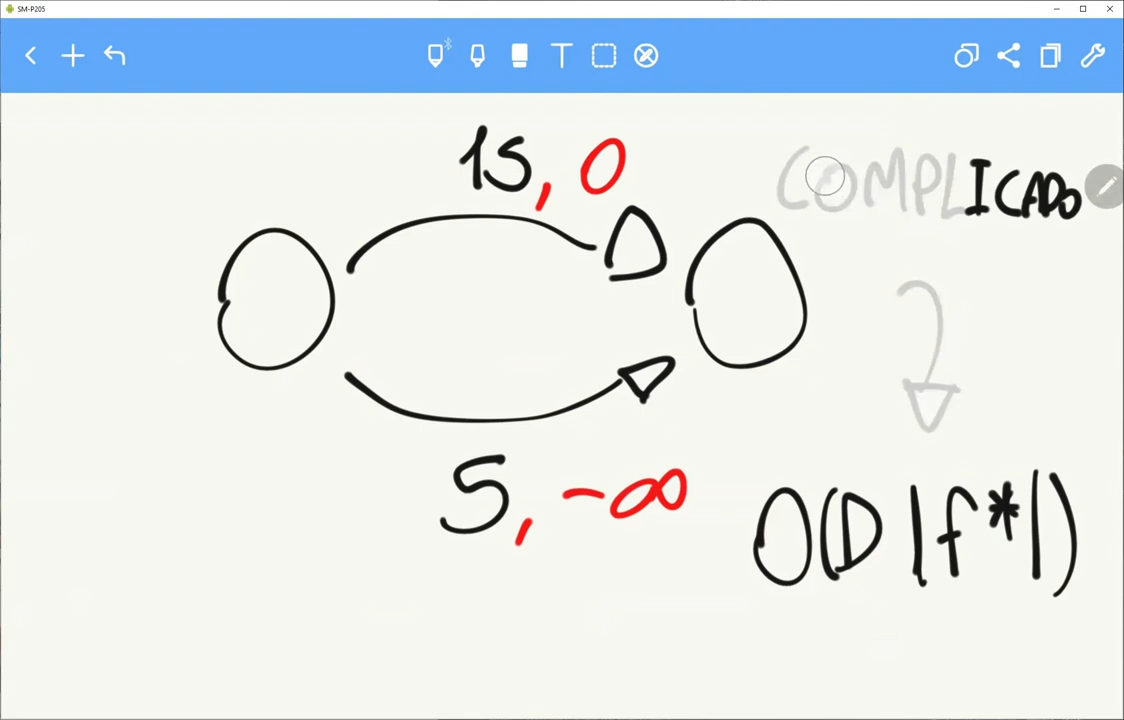 SM-P205
15, 0
COMPLICADO
5, -∞
O(D|f*|)